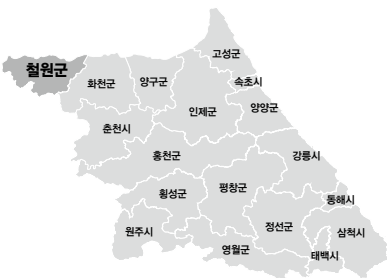 고성군
철원군
화천군
양구군
속초시
인제군
양양군
춘천시
홍천군
강릉시
횡성군
평창군
동해시
원주시
정선군
삼척시
영월군
태백시